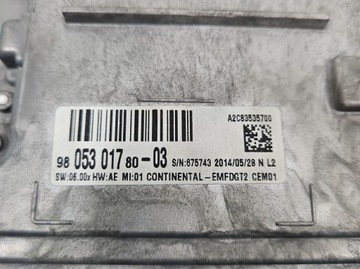 A2C83535700
98 053 017 80-03 S/N:675743 2014/05/28 N L2
SW:06.00x HW:AE MI:01 CONTINENTAL-EMFDGT2 CEM01